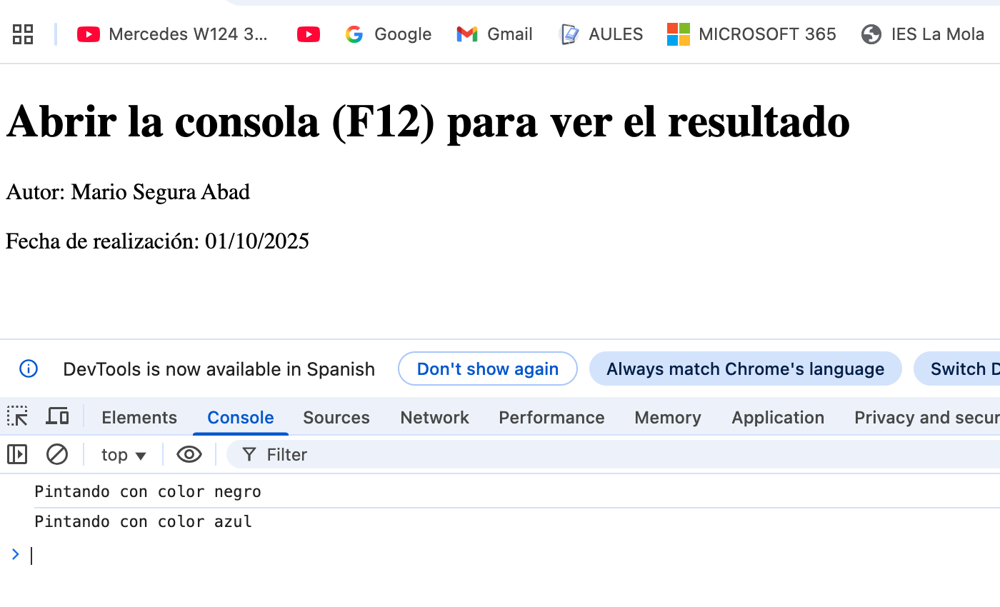 Mercedes W124 3... Google Gmail AULES MICROSOFT 365 IES La Mola
Abrir la consola (F12) para ver el resultado
Autor: Mario Segura Abad
Fecha de realización: 01/10/2025
DevTools is now available in Spanish Don't show again Always match Chrome's language Switch D
Elements Console Sources Network Performance Memory Application Privacy and secur
top Filter
Pintando con color negro
Pintando con color azul